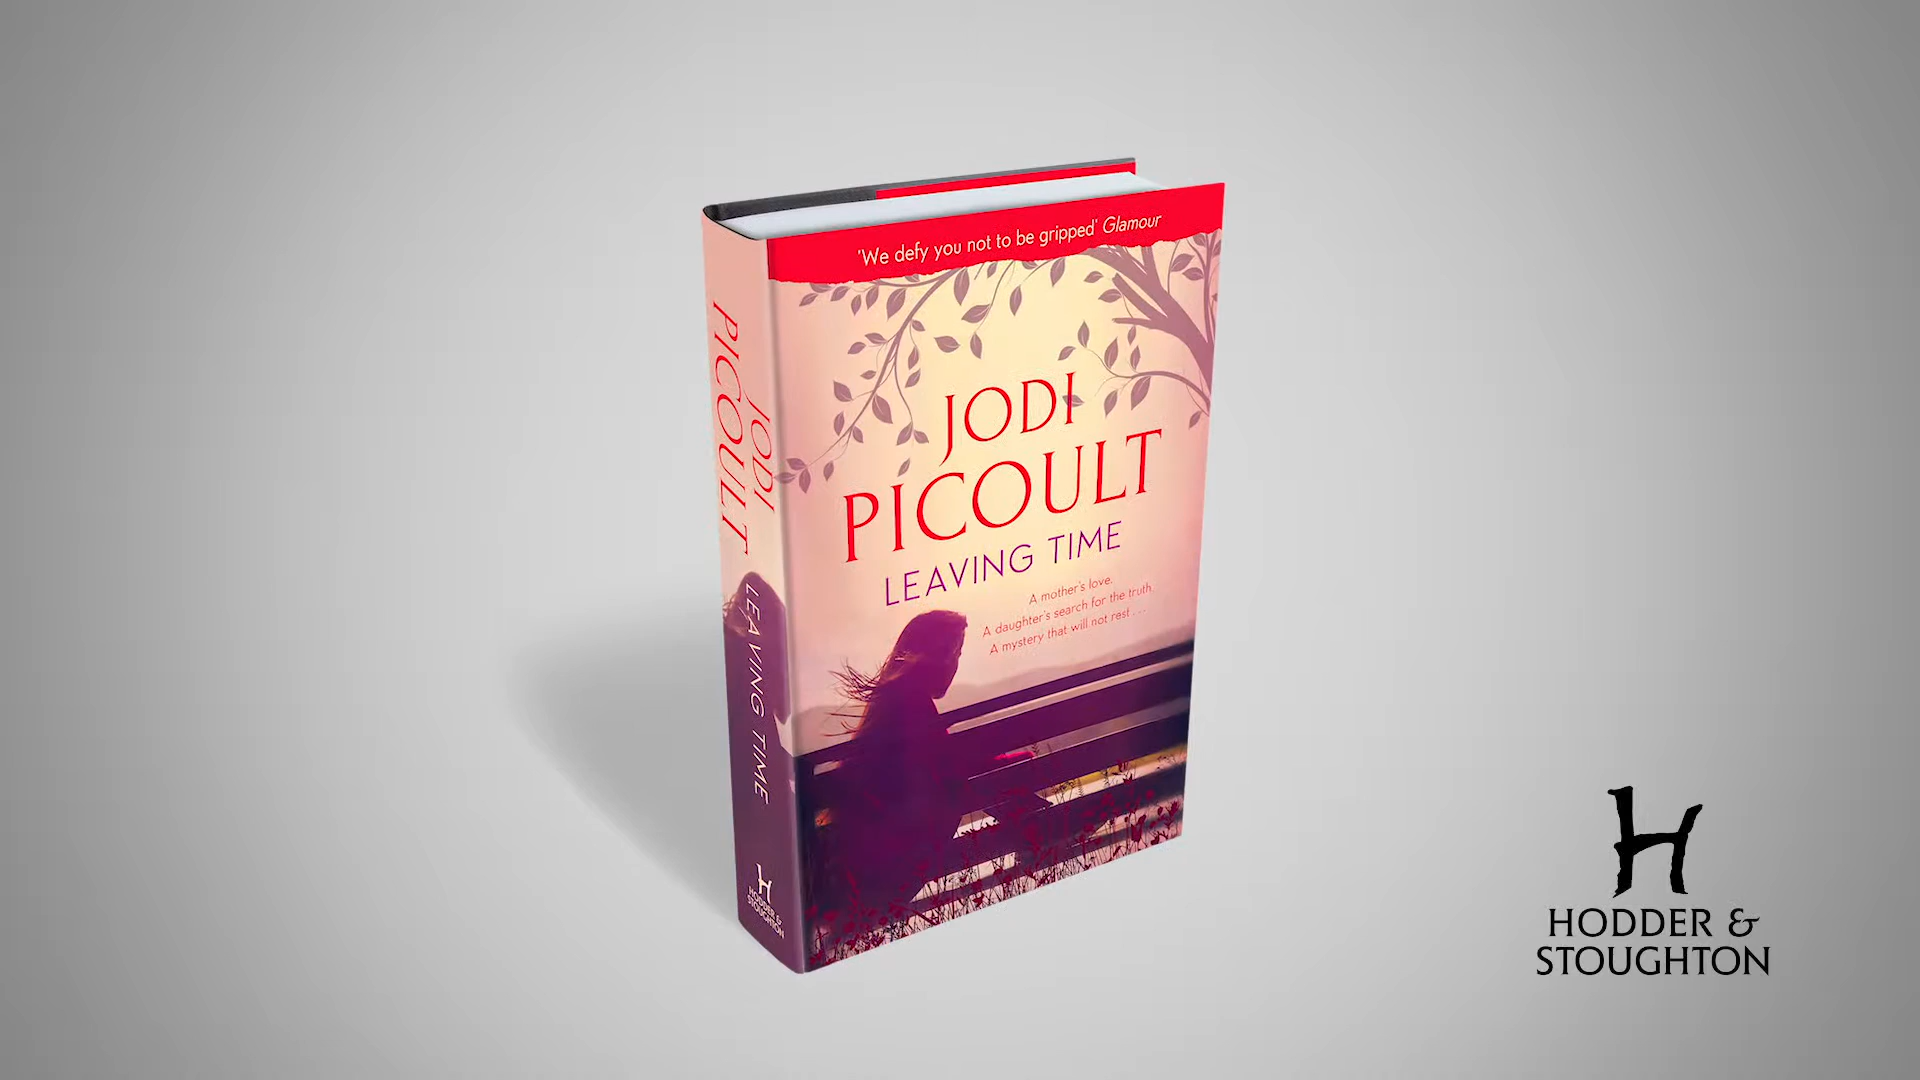 'We defy you not to be gripped' Glamour
JODI
PICOULT
LEAVING TIME
A mother's love.
A daughter's search for the truth.
A mystery that will not rest . . .
JODI
PICOULT
LEAVING TIME
H
HODDER &
STOUGHTON
H
HODDER &
STOUGHTON